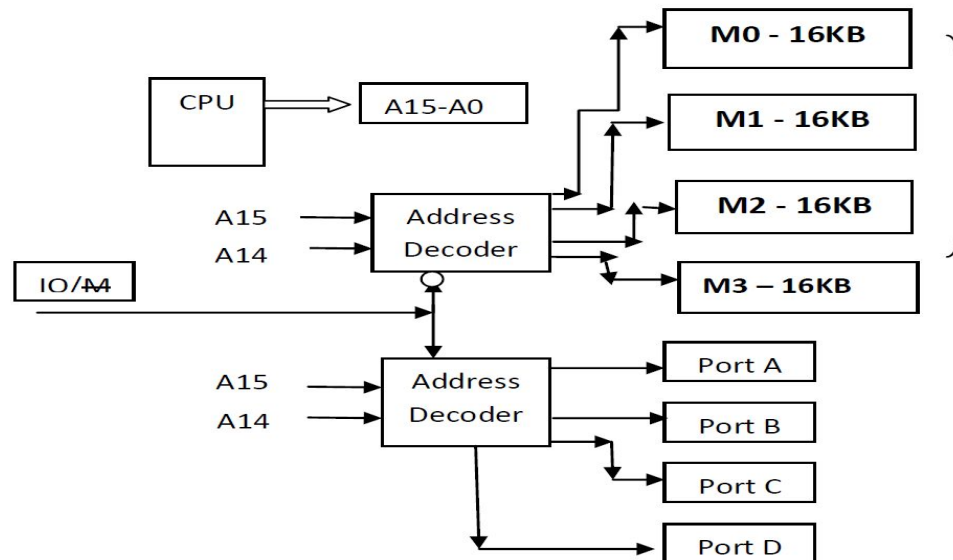 M0 - 16KB
CPU
A15-A0
M1 - 16KB
A15
Address
Decoder
A14
M2 - 16KB
IO/M
M3 – 16KB
A15
Address
Decoder
A14
Port A
Port B
Port C
Port D